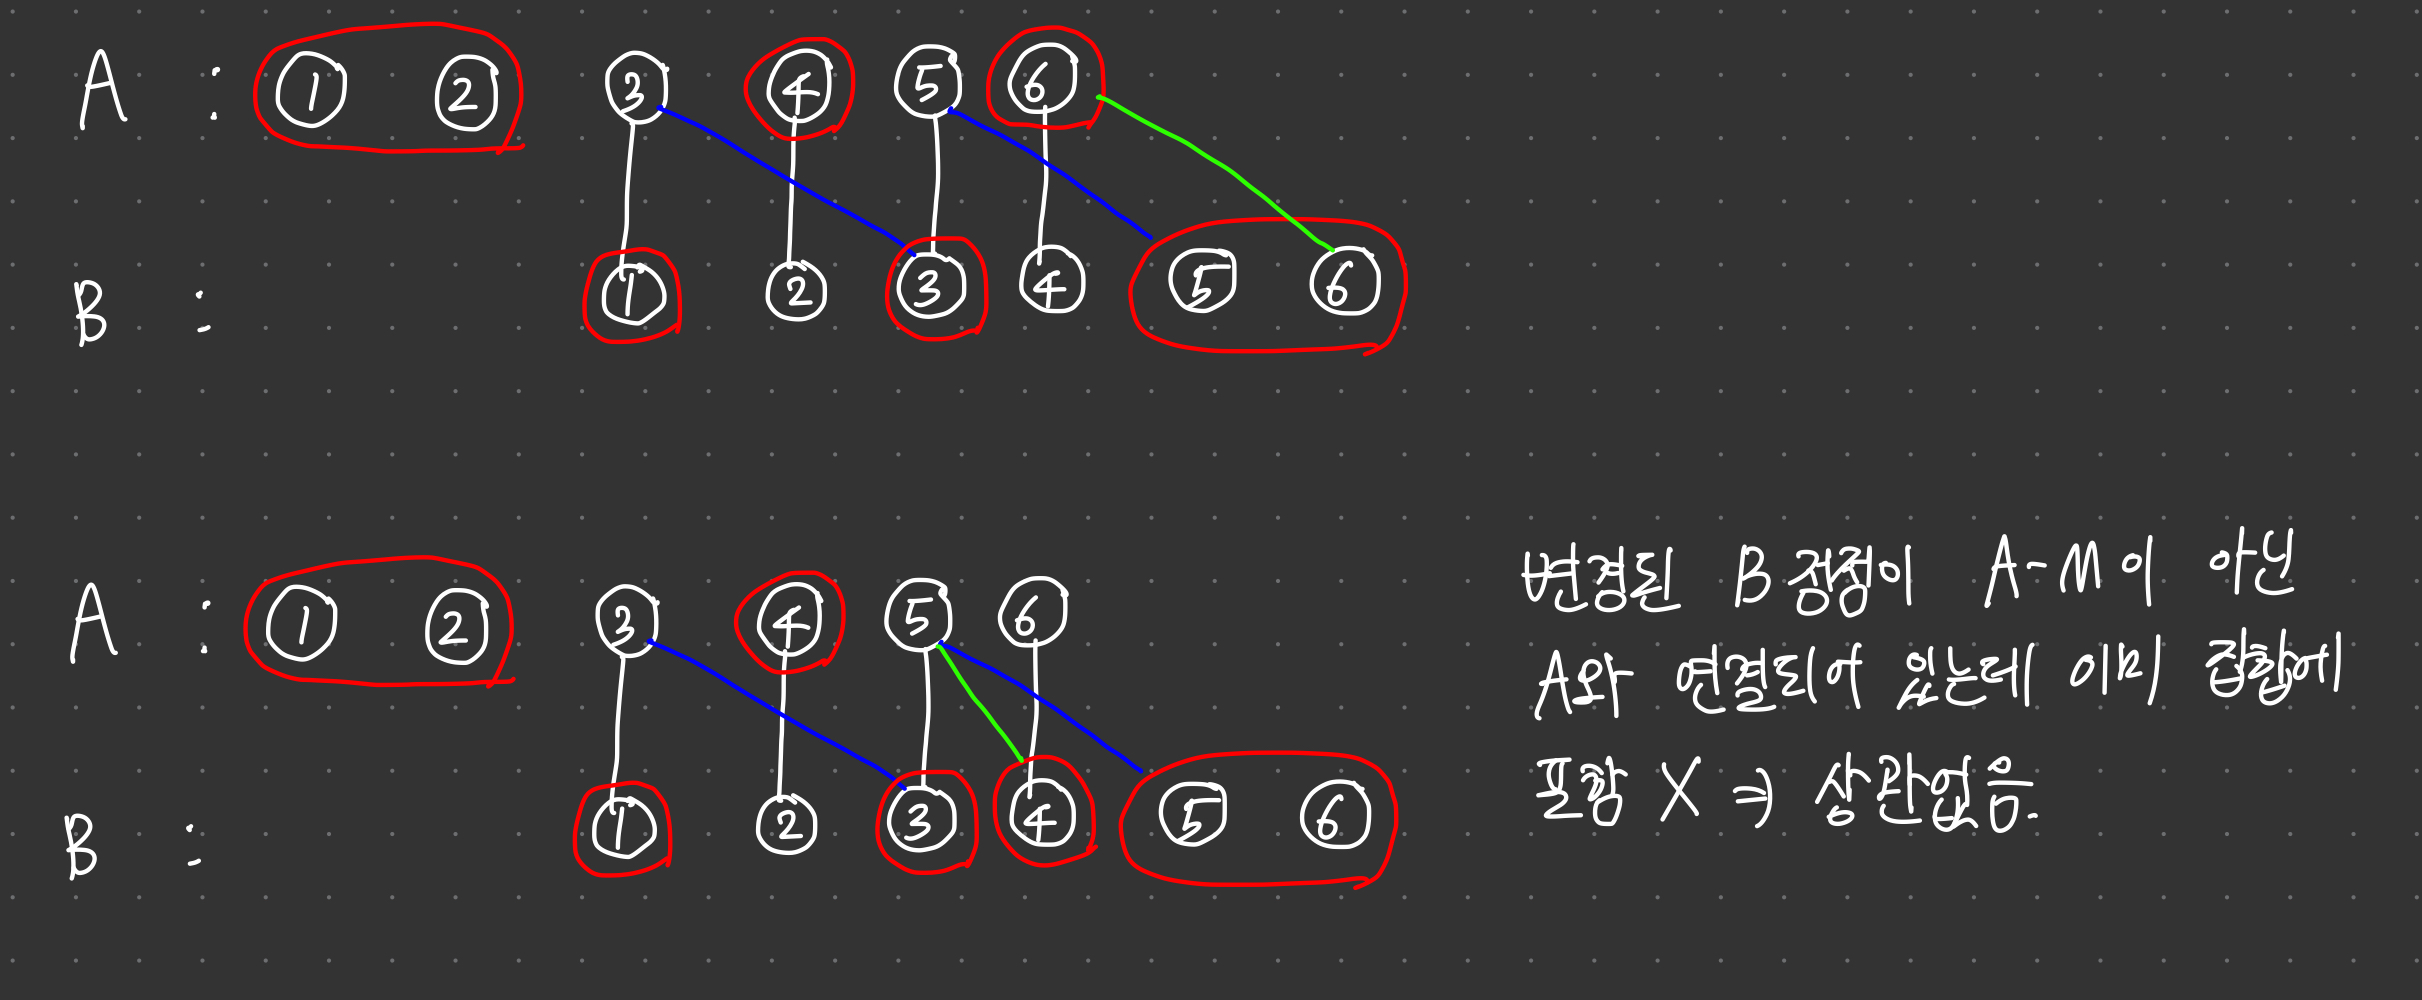 A : ① ② ③ ④ ⑤ ⑥
B : ① ② ③ ④ ⑤ ⑥
A : ① ② ③ ④ ⑤ ⑥
B : ① ② ③ ④ ⑤ ⑥
변경된 B 정점이 A-M이 아닌
A와 연결되어 있는데 이미 집합에
포함 X ⇒ 상관없음.